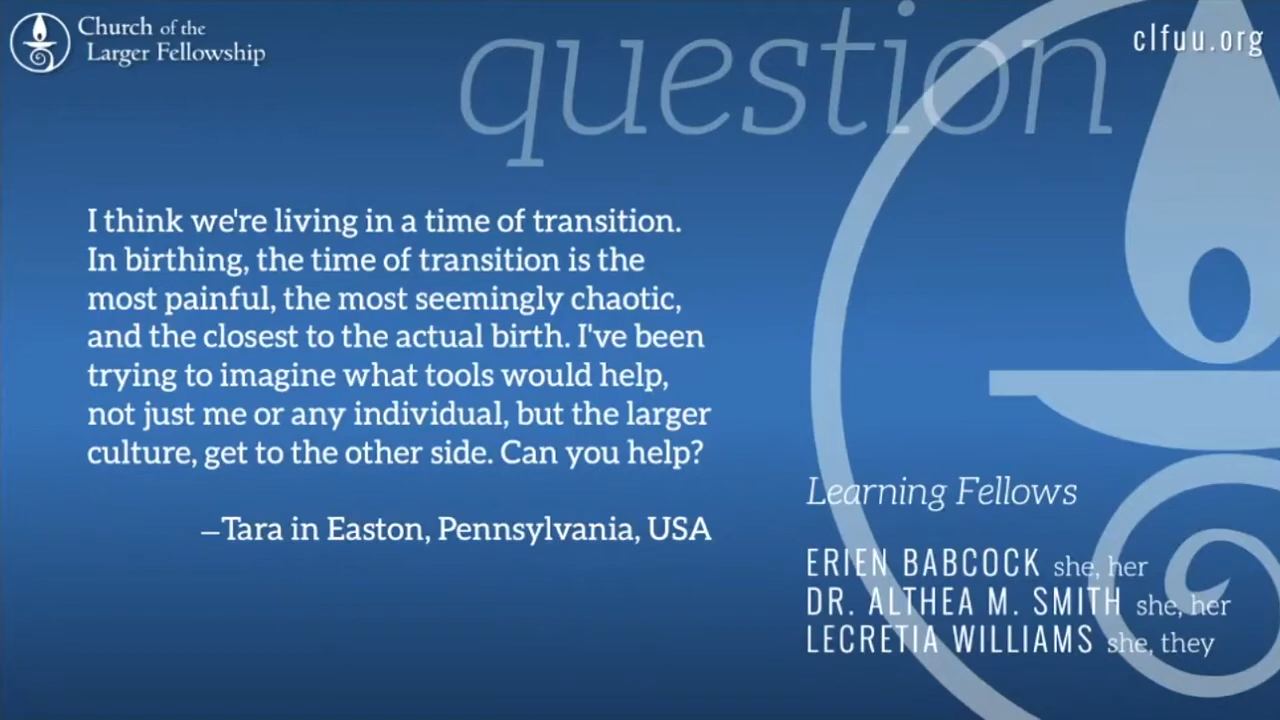 Church of the
Larger Fellowship
question
clfuu.org
I think we're living in a time of transition.
In birthing, the time of transition is the
most painful, the most seemingly chaotic,
and the closest to the actual birth. I've been
trying to imagine what tools would help,
not just me or any individual, but the larger
culture, get to the other side. Can you help?
—Tara in Easton, Pennsylvania, USA
Learning Fellows
ERIEN BABCOCK she, her
DR. ALTHEA M. SMITH she, her
LECRETIA WILLIAMS she, they